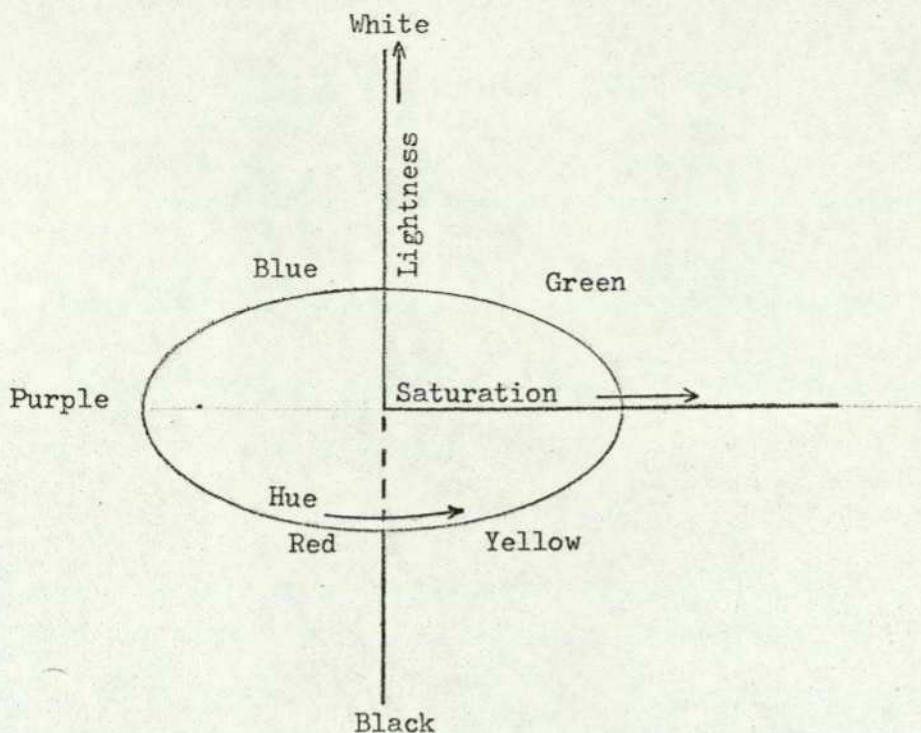 White
Lightness
Blue
Green
Purple
Saturation
Hue
Red
Yellow
Black